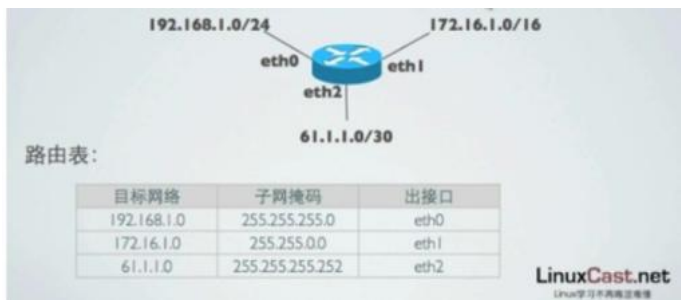 192.168.1.0/24
172.16.1.0/16
eth0
eth1
eth2
61.1.1.0/30
路由表：
目标网络 子网掩码 出接口
192.168.1.0 255.255.255.0 eth0
172.16.1.0 255.255.0.0 eth1
61.1.1.0 255.255.255.252 eth2
LinuxCast.net